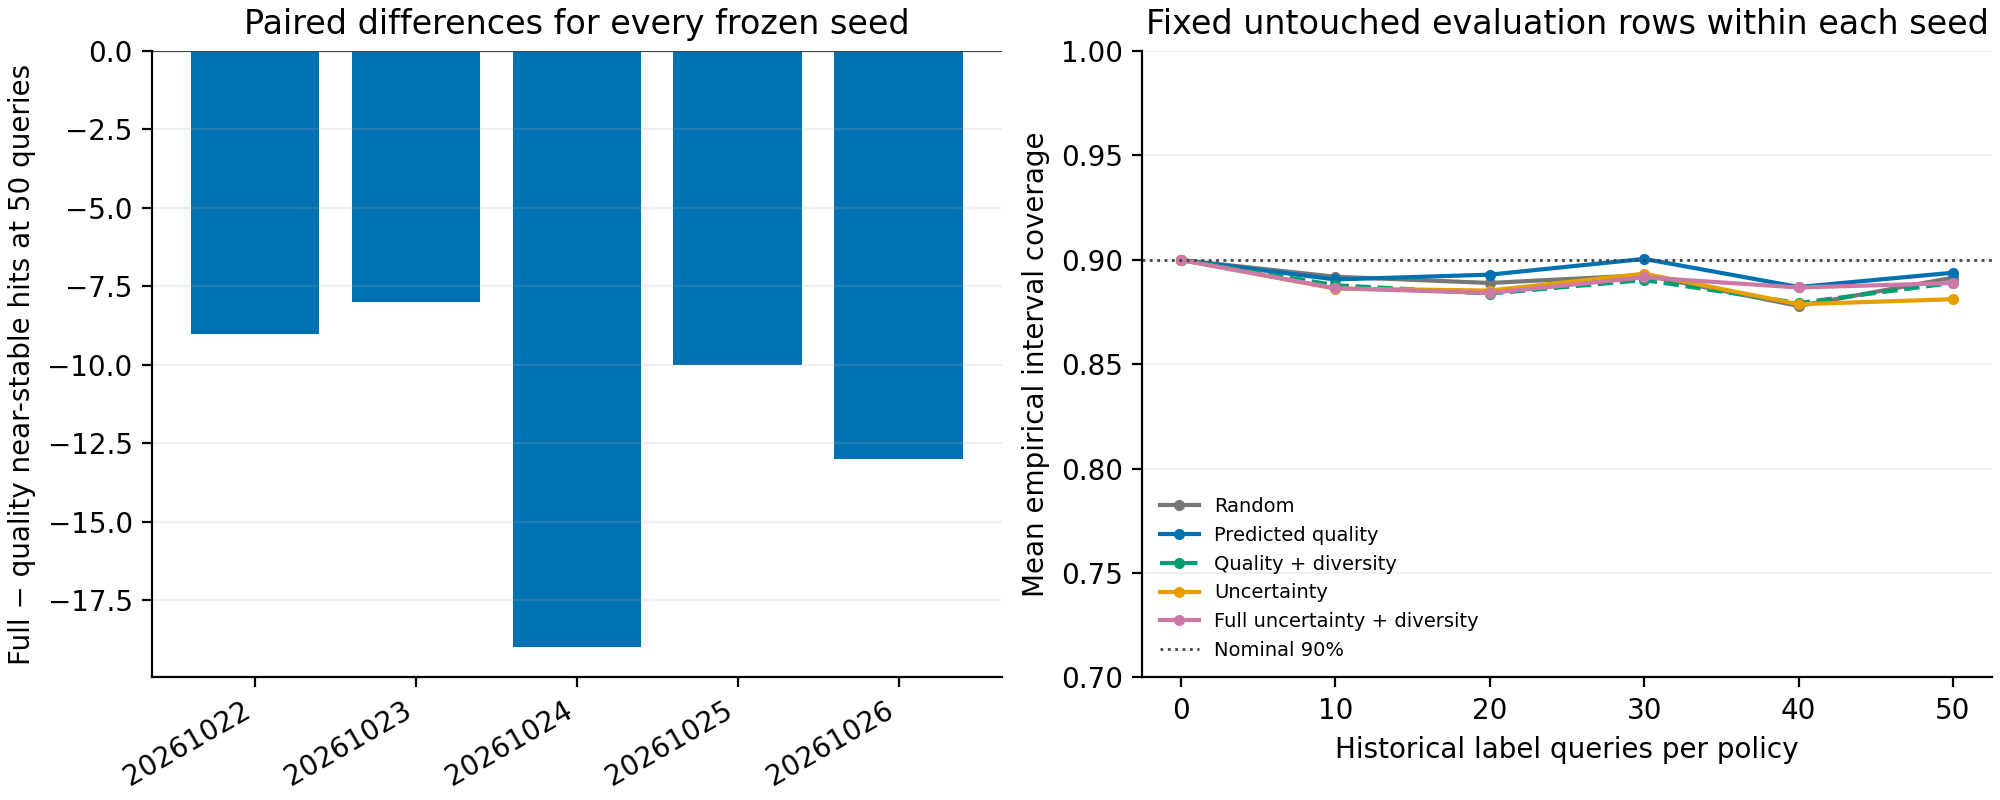 Paired differences for every frozen seed
Full − quality near-stable hits at 50 queries
0.0
−2.5
−5.0
−7.5
−10.0
−12.5
−15.0
−17.5
20261022
20261023
20261024
20261025
20261026
Fixed untouched evaluation rows within each seed
Mean empirical interval coverage
1.00
0.95
0.90
0.85
0.80
0.75
0.70
Random
Predicted quality
Quality + diversity
Uncertainty
Full uncertainty + diversity
Nominal 90%
0 10 20 30 40 50
Historical label queries per policy